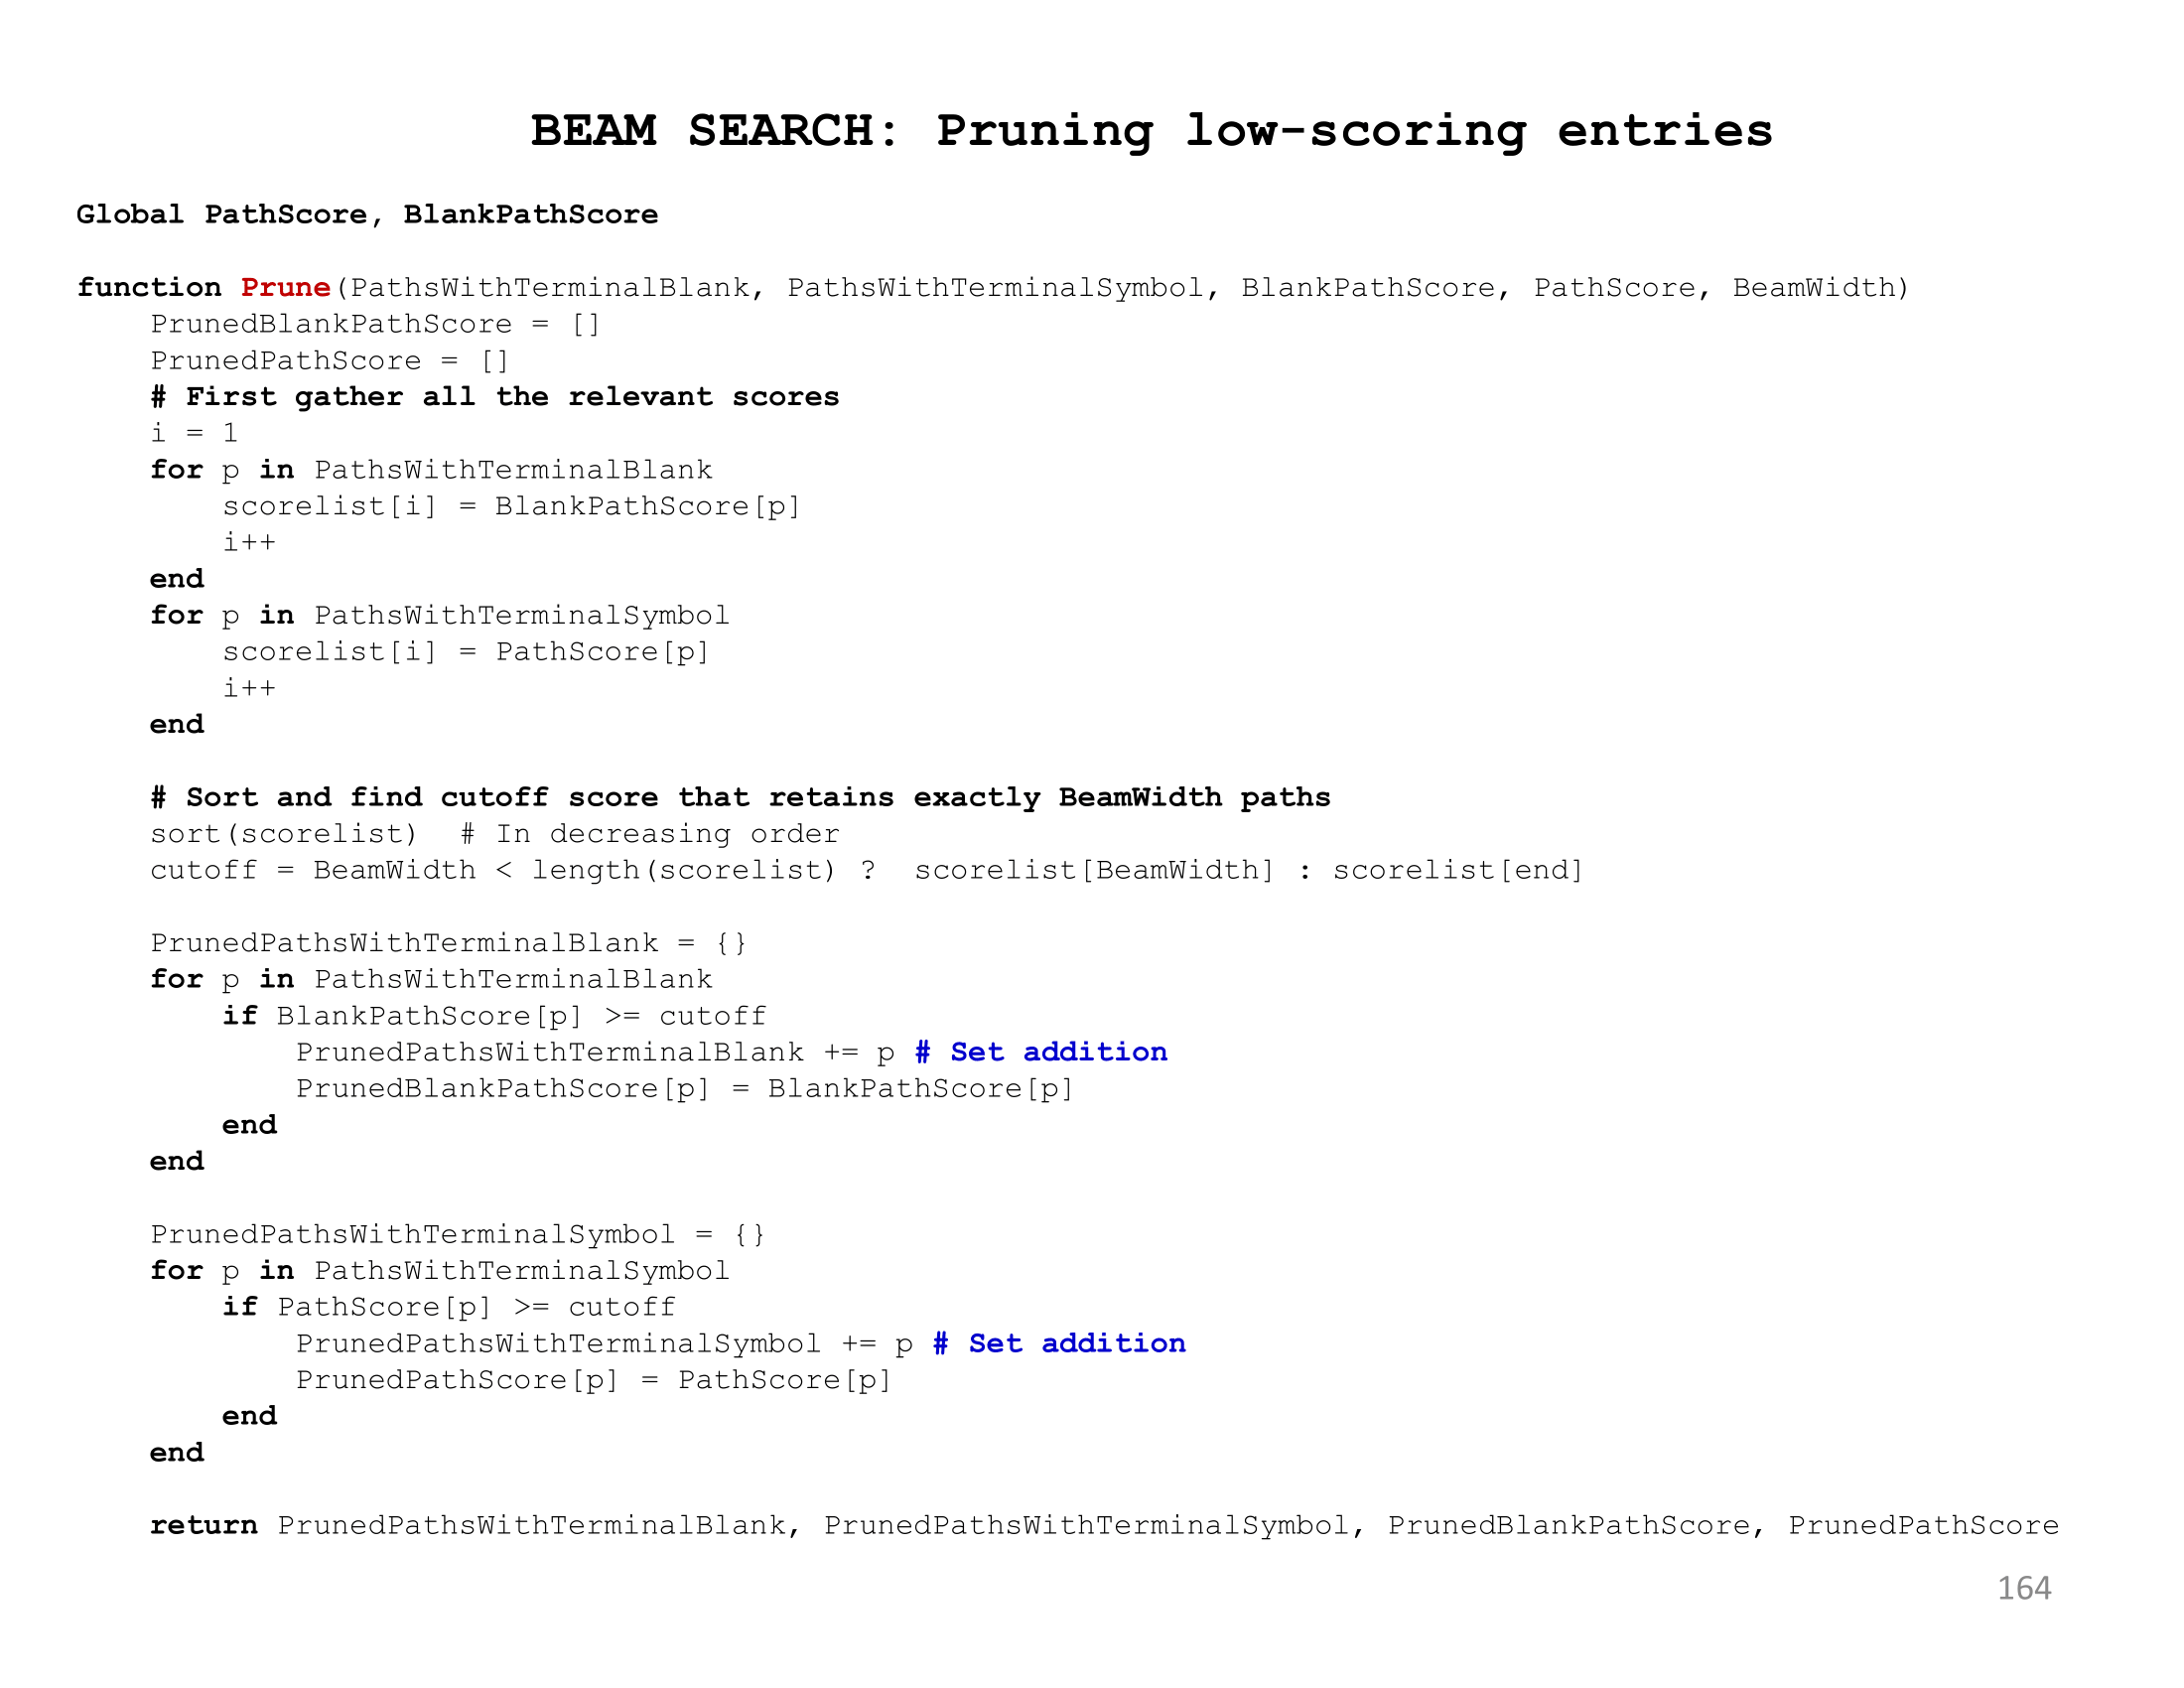 BEAM SEARCH: Pruning low-scoring entries
Global PathScore, BlankPathScore
function Prune(PathsWithTerminalBlank, PathsWithTerminalSymbol, BlankPathScore, PathScore, BeamWidth)
    PrunedBlankPathScore = []
    PrunedPathScore = []
    # First gather all the relevant scores
    i = 1
    for p in PathsWithTerminalBlank
        scorelist[i] = BlankPathScore[p]
        i++
    end
    for p in PathsWithTerminalSymbol
        scorelist[i] = PathScore[p]
        i++
    end
    # Sort and find cutoff score that retains exactly BeamWidth paths
    sort(scorelist)  # In decreasing order
    cutoff = BeamWidth < length(scorelist) ?  scorelist[BeamWidth] : scorelist[end]
    PrunedPathsWithTerminalBlank = {}
    for p in PathsWithTerminalBlank
        if BlankPathScore[p] >= cutoff
            PrunedPathsWithTerminalBlank += p # Set addition
            PrunedBlankPathScore[p] = BlankPathScore[p]
        end
    end
    PrunedPathsWithTerminalSymbol = {}
    for p in PathsWithTerminalSymbol
        if PathScore[p] >= cutoff
            PrunedPathsWithTerminalSymbol += p # Set addition
            PrunedPathScore[p] = PathScore[p]
        end
    end
    return PrunedPathsWithTerminalBlank, PrunedPathsWithTerminalSymbol, PrunedBlankPathScore, PrunedPathScore
164